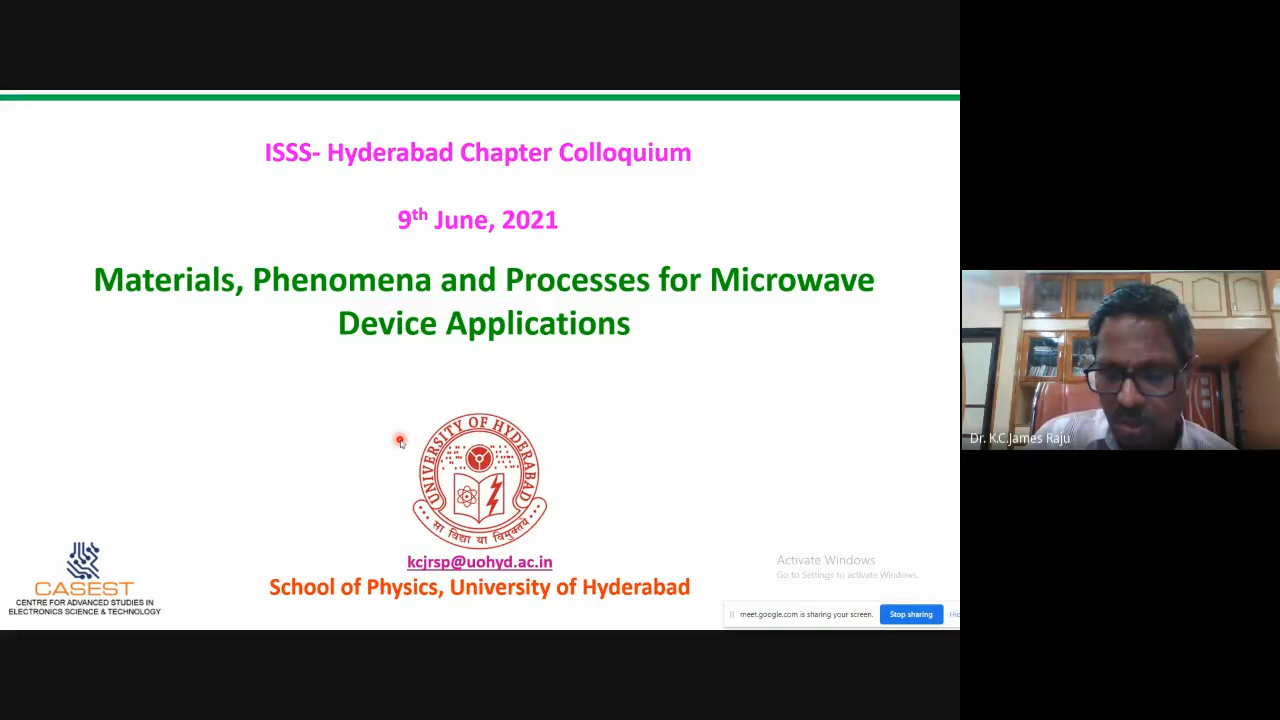 ISSS- Hyderabad Chapter Colloquium
9th June, 2021
Materials, Phenomena and Processes for Microwave
Device Applications
UNIVERSITY OF HYDERABAD
सा विद्या या विमुक्तये
kcjrsp@uohyd.ac.in
School of Physics, University of Hyderabad
CASEST
CENTRE FOR ADVANCED STUDIES IN
ELECTRONICS SCIENCE & TECHNOLOGY
Activate Windows
Go to Settings to activate Windows.
meet.google.com is sharing your screen.
Stop sharing
Dr. K.C.James Raju